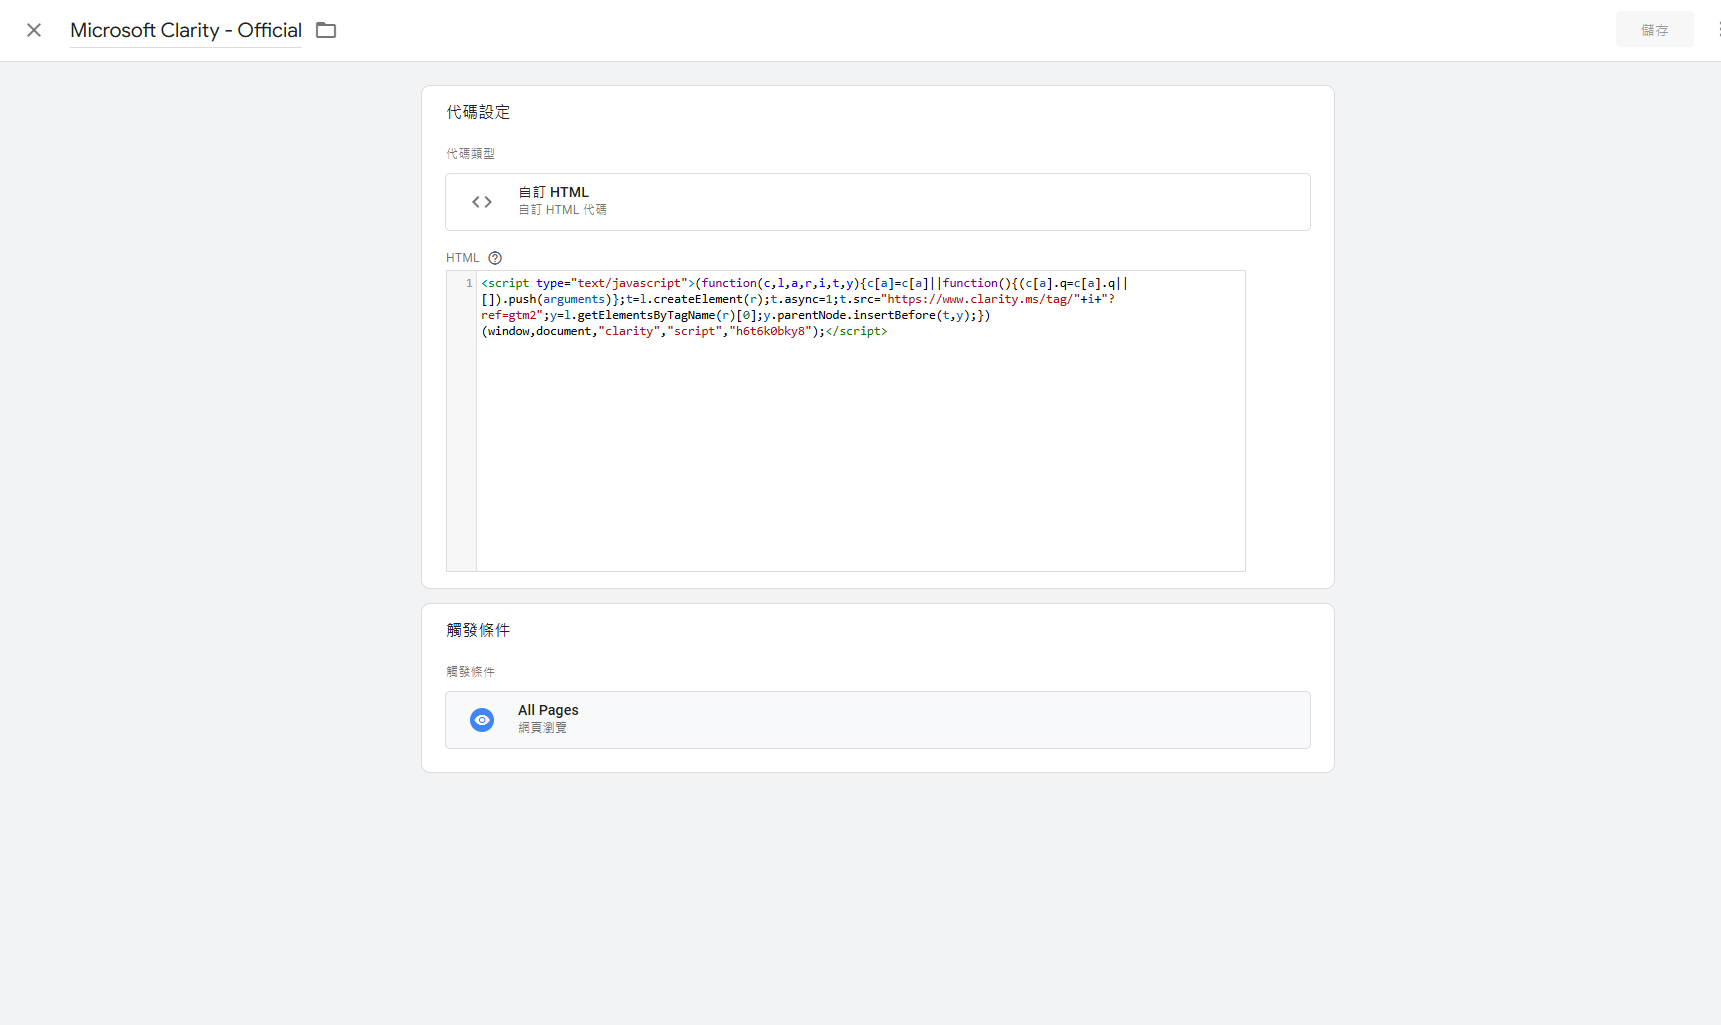 Microsoft Clarity - Official
儲存
代碼設定
代碼類型
自訂 HTML
自訂 HTML 代碼
HTML
1
<script type="text/javascript">(function(c,l,a,r,i,t,y){c[a]=c[a]||function(){(c[a].q=c[a].q||
[]).push(arguments)};t=l.createElement(r);t.async=1;t.src="https://www.clarity.ms/tag/"+i+"?
ref=gtm2";y=l.getElementsByTagName(r)[0];y.parentNode.insertBefore(t,y);})
(window,document,"clarity","script","h6t6k0bky8");</script>
觸發條件
觸發條件
All Pages
網頁瀏覽